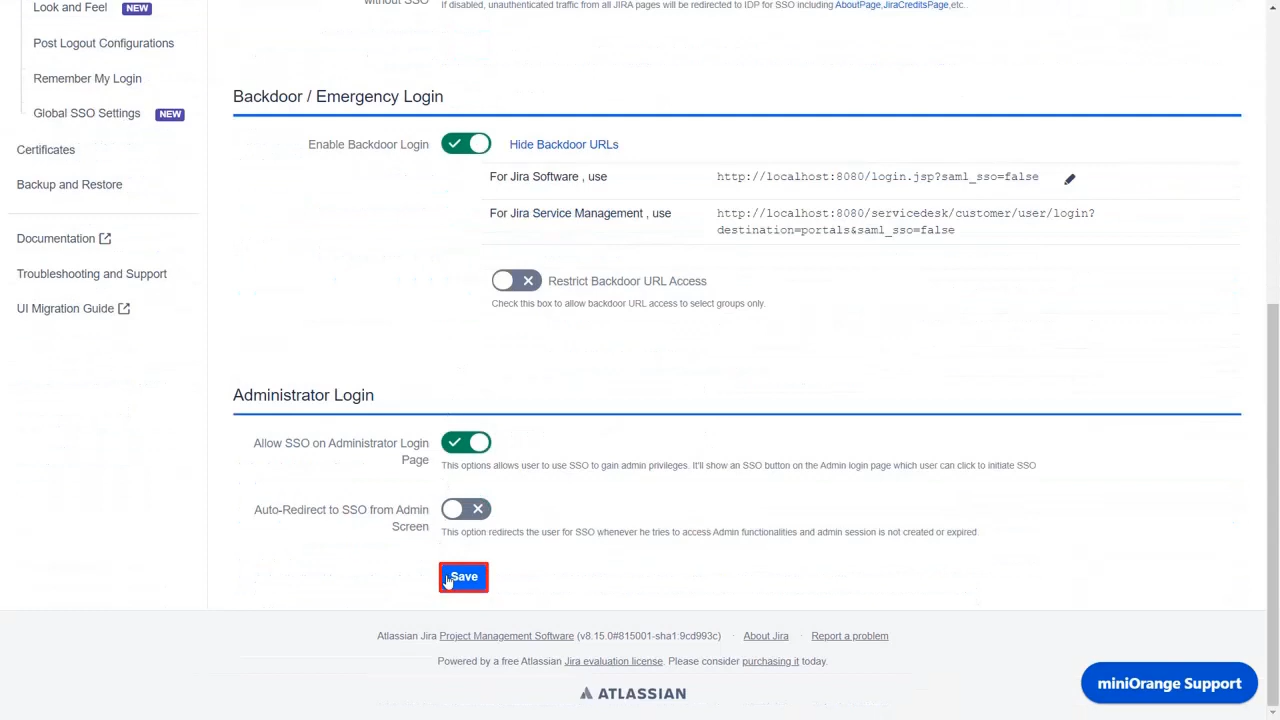 Look and Feel NEW
Post Logout Configurations
Remember My Login
Global SSO Settings NEW
Certificates
Backup and Restore
Documentation
Troubleshooting and Support
UI Migration Guide
without SSO
If disabled, unauthenticated traffic from all JIRA pages will be redirected to IDP for SSO including AboutPage,JiraCreditsPage,etc..
Backdoor / Emergency Login
Enable Backdoor Login
Hide Backdoor URLs
For Jira Software , use http://localhost:8080/login.jsp?saml_sso=false
For Jira Service Management , use http://localhost:8080/servicedesk/customer/user/login?
destination=portals&saml_sso=false
Restrict Backdoor URL Access
Check this box to allow backdoor URL access to select groups only.
Administrator Login
Allow SSO on Administrator Login
Page
This options allows user to use SSO to gain admin privileges. It'll show an SSO button on the Admin login page which user can click to initiate SSO
Auto-Redirect to SSO from Admin
Screen
This option redirects the user for SSO whenever he tries to access Admin functionalities and admin session is not created or expired
Save
Atlassian Jira Project Management Software (v8.15.0#815001-sha1:9cd993c) · About Jira · Report a problem
Powered by a free Atlassian Jira evaluation license. Please consider purchasing it today.
ATLASSIAN
miniOrange Support